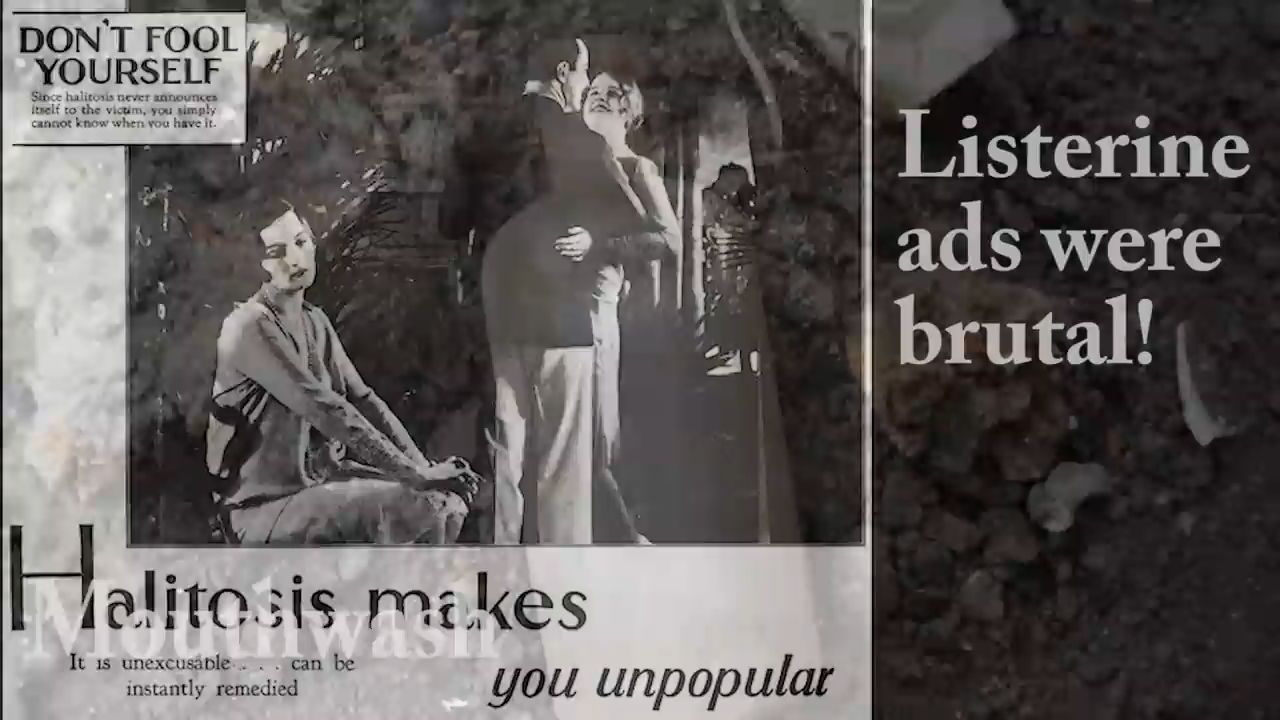 DON'T FOOL
YOURSELF
Since halitosis never announces
itself to the victim, you simply
cannot know when you have it.
Listerine
ads were
brutal!
Halitosis makes
Mouthwash
It is unexcusable . . . can be
instantly remedied
you unpopular